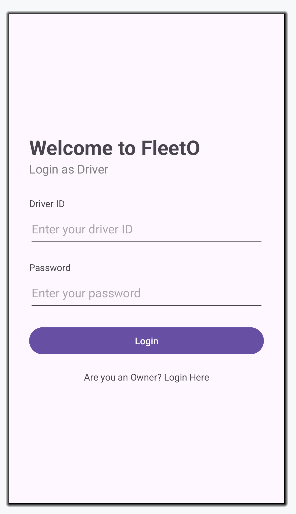 Welcome to FleetO
Login as Driver
Driver ID
Enter your driver ID
Password
Enter your password
Login
Are you an Owner? Login Here